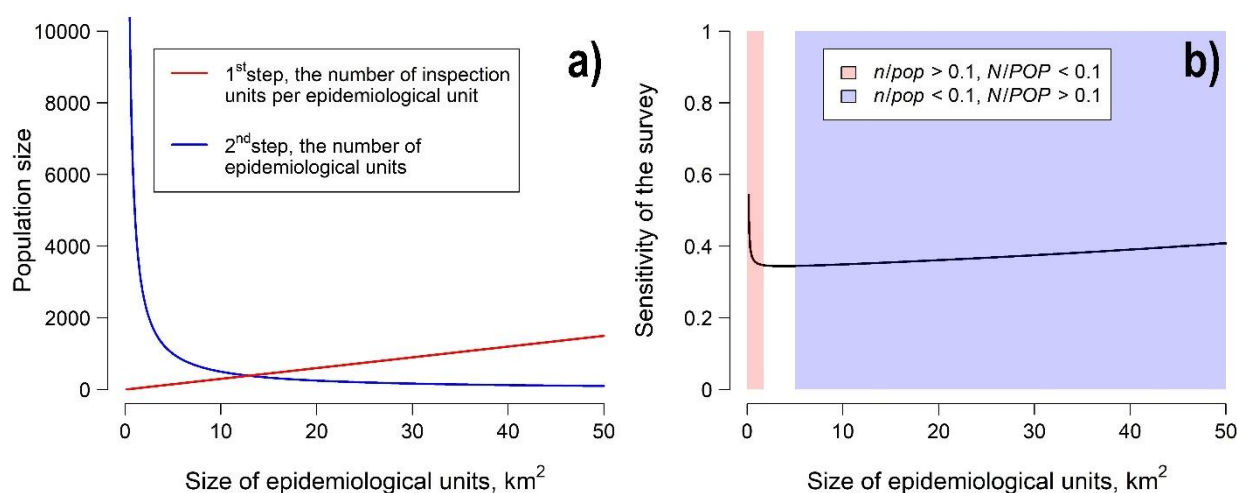 a)
10000
8000
6000
4000
2000
0
Population size
1st step, the number of inspection
units per epidemiological unit
2nd step, the number of
epidemiological units
0 10 20 30 40 50
Size of epidemiological units, km2
b)
1
0.8
0.6
0.4
0.2
0
Sensitivity of the survey
n/pop > 0.1, N/POP < 0.1
n/pop < 0.1, N/POP > 0.1
0 10 20 30 40 50
Size of epidemiological units, km2